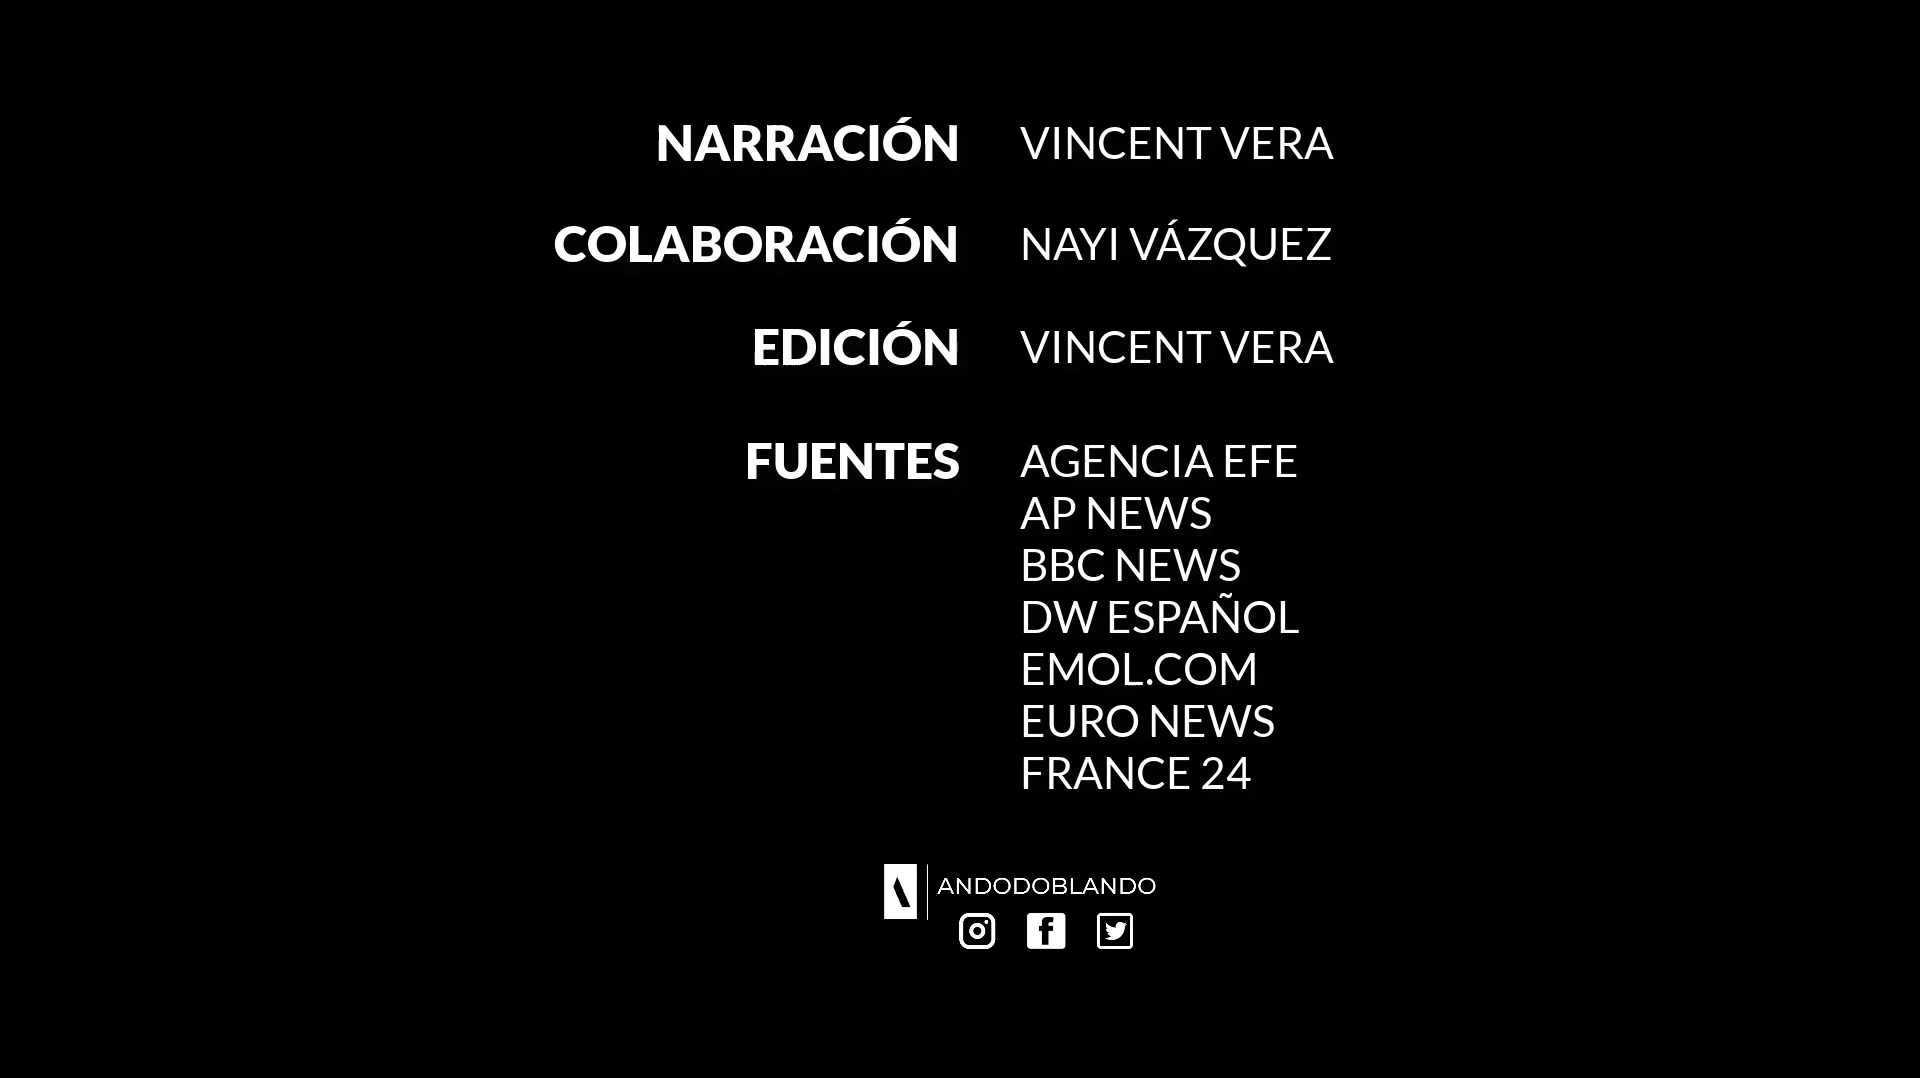 NARRACIÓN VINCENT VERA
COLABORACIÓN NAYI VÁZQUEZ
EDICIÓN VINCENT VERA
FUENTES AGENCIA EFE
AP NEWS
BBC NEWS
DW ESPAÑOL
EMOL.COM
EURO NEWS
FRANCE 24
ANDODOBLANDO